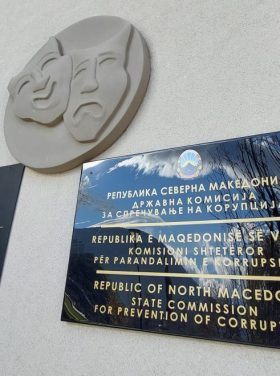 РЕПУБЛИКА СЕВЕРНА МАКЕДОНИ
ДРЖАВНА КОМИСИЈА
ЗА СПРЕЧУВАЊЕ НА КОРУПЦИЈА
REPUBLIKA E MAQEDONISË SË V
KOMISIONI SHTETËROR
PËR PARANDALIMIN E KORRUPSI
REPUBLIC OF NORTH MACEDO
STATE COMMISSION
FOR PREVENTION OF CORRUPT